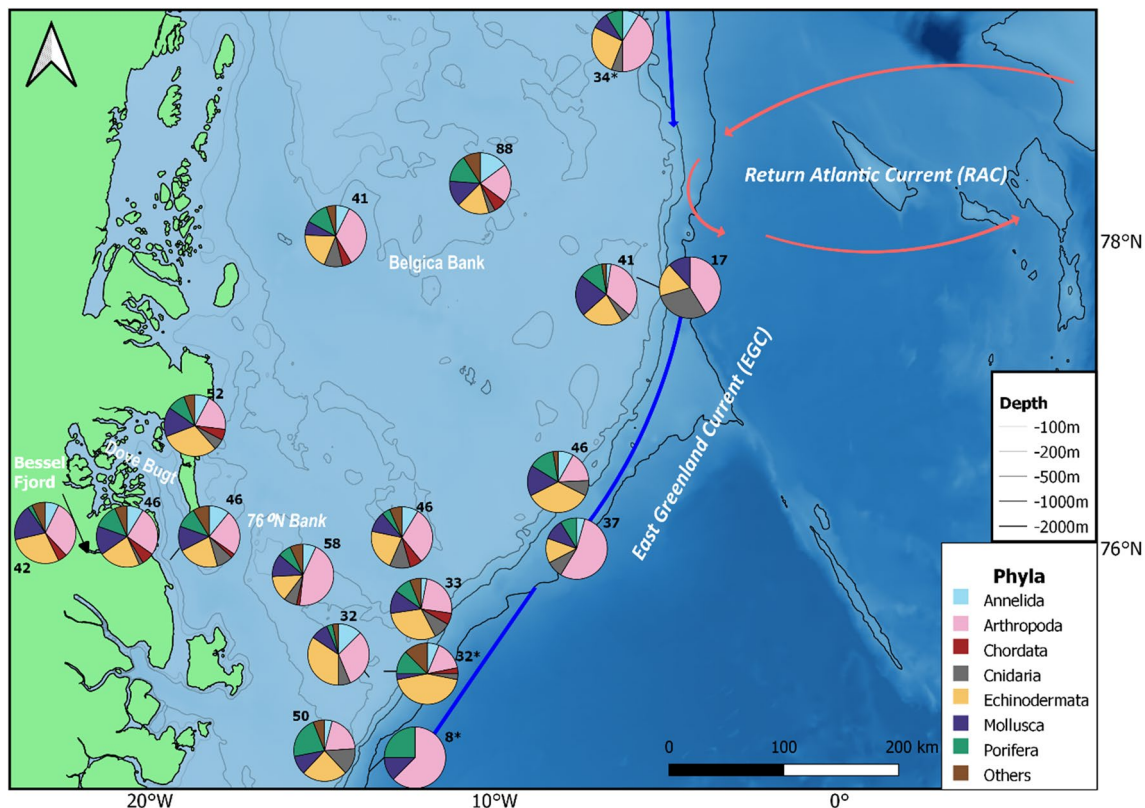 34*
88
41
Return Atlantic Current (RAC)
78°N
Belgica Bank
41
17
East Greenland Current (EGC)
Depth
-100m
-200m
-500m
-1000m
-2000m
52
Dove Bugt
Bessel
Fjord
46
46
76⁰N Bank
46
46
37
76°N
42
58
33
32
32*
50
8*
0
100
200 km
Phyla
Annelida
Arthropoda
Chordata
Cnidaria
Echinodermata
Mollusca
Porifera
Others
20°W
10°W
0°